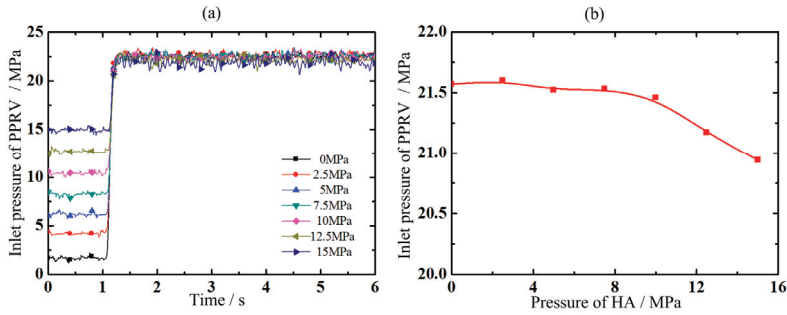 (a)
Inlet pressure of PPRV / MPa
25
20
15
10
5
0
0 1 2 3 4 5 6
Time / s
0MPa
2.5MPa
5MPa
7.5MPa
10MPa
12.5MPa
15MPa
(b)
Inlet pressure of PPRV / MPa
22.0
21.5
21.0
20.5
20.0
0 4 8 12 16
Pressure of HA / MPa